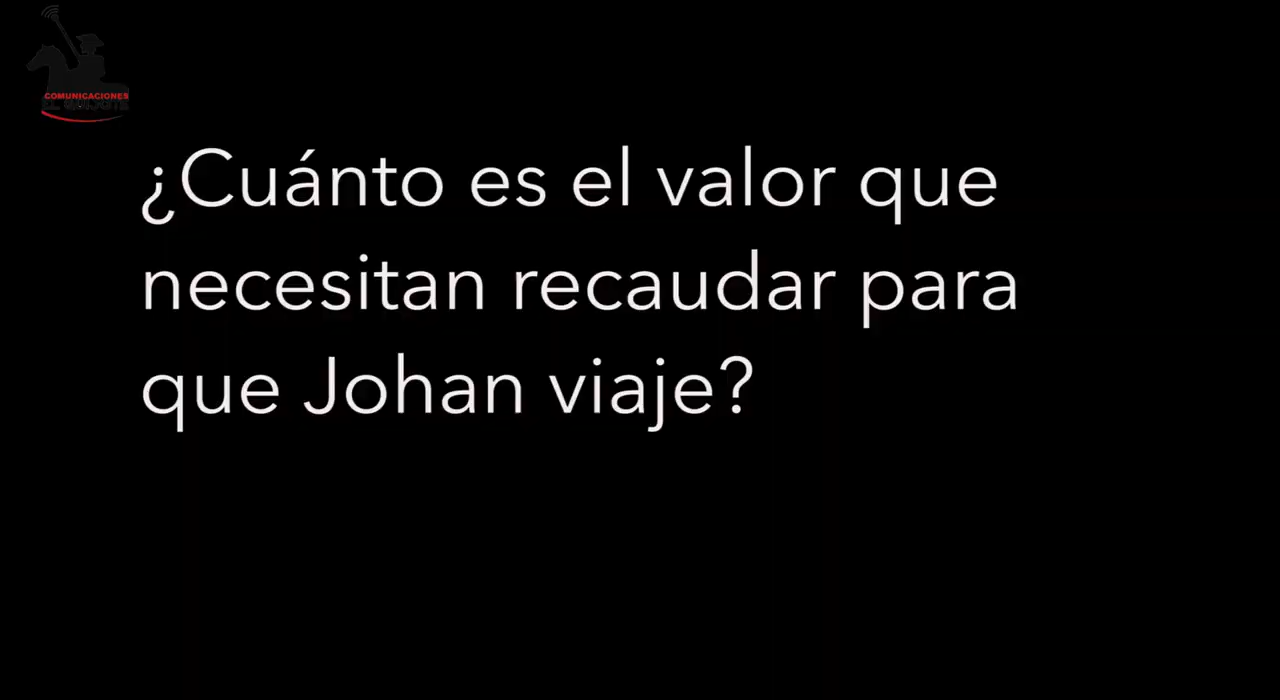 COMUNICACIONES
¿Cuánto es el valor que
necesitan recaudar para
que Johan viaje?